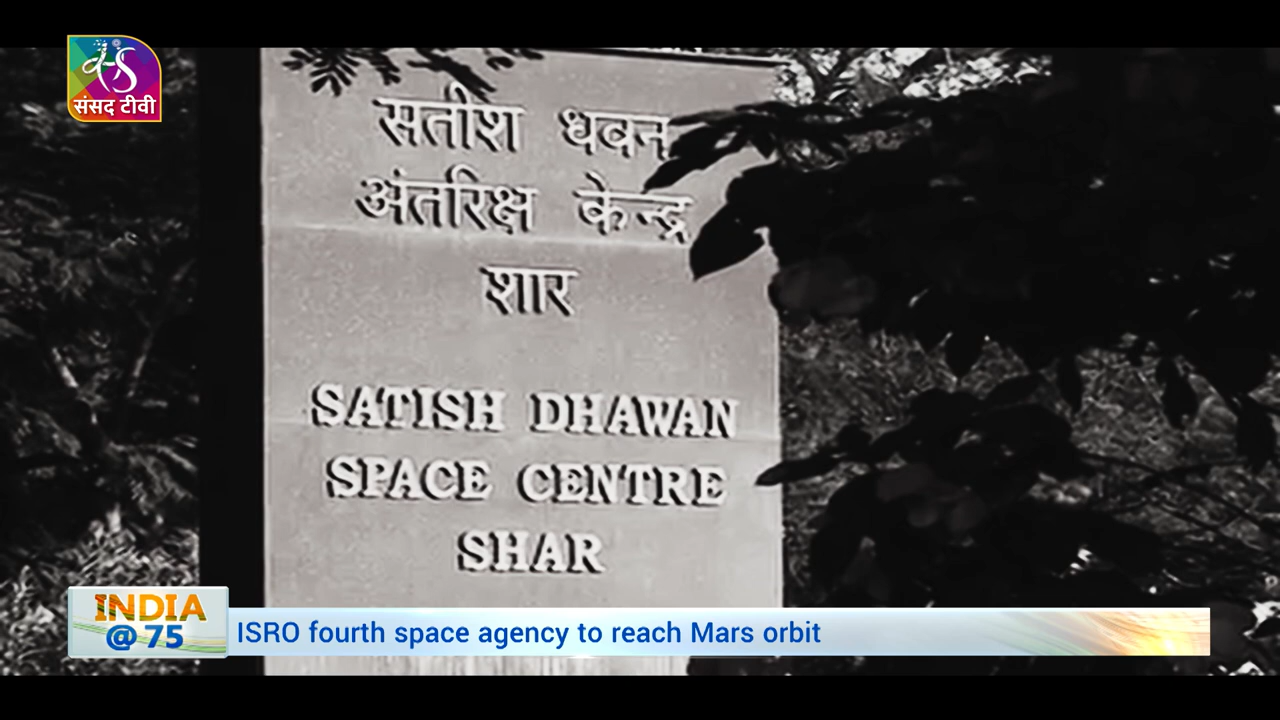 संसद टीवी
सतीश धवन
अंतरिक्ष केन्द्र
शार
SATISH DHAWAN
SPACE CENTRE
SHAR
INDIA
@ 75
ISRO fourth space agency to reach Mars orbit